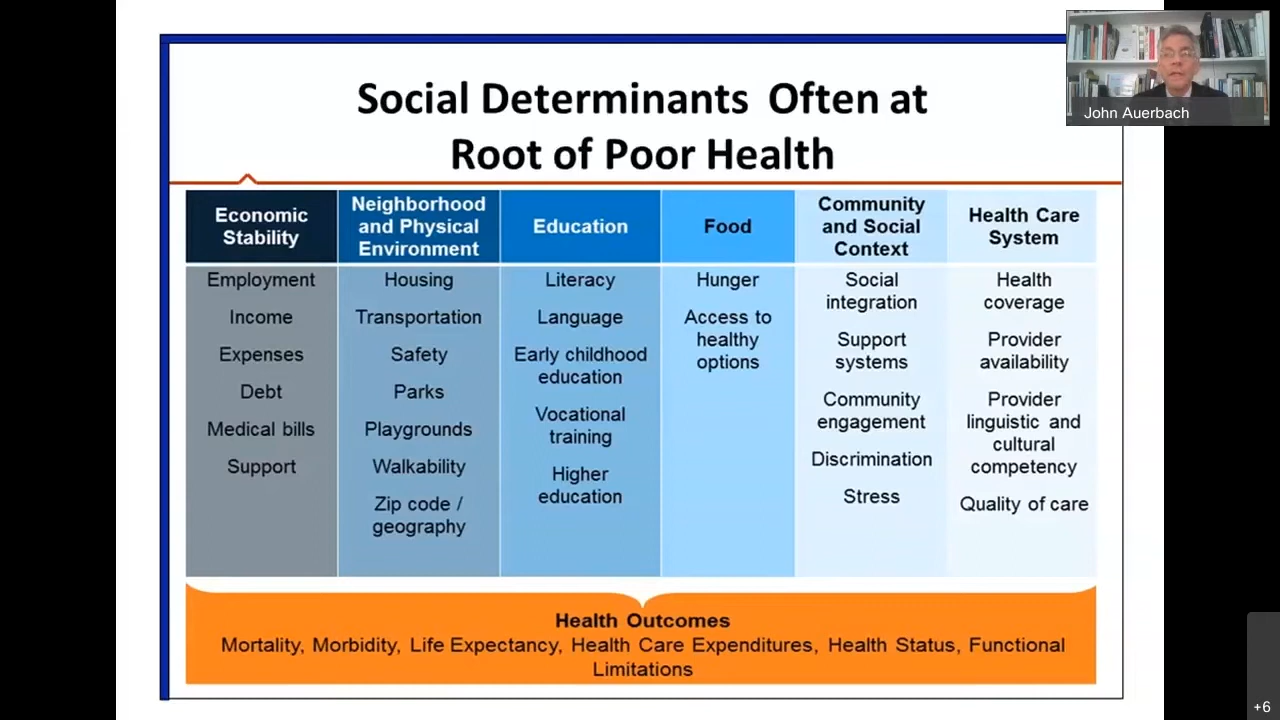 John Auerbach
Social Determinants Often at
Root of Poor Health
Economic
Stability
Employment
Income
Expenses
Debt
Medical bills
Support
Neighborhood
and Physical
Environment
Housing
Transportation
Safety
Parks
Playgrounds
Walkability
Zip code /
geography
Education
Literacy
Language
Early childhood
education
Vocational
training
Higher
education
Food
Hunger
Access to
healthy
options
Community
and Social
Context
Social
integration
Support
systems
Community
engagement
Discrimination
Stress
Health Care
System
Health
coverage
Provider
availability
Provider
linguistic and
cultural
competency
Quality of care
Health Outcomes
Mortality, Morbidity, Life Expectancy, Health Care Expenditures, Health Status, Functional
Limitations
+6